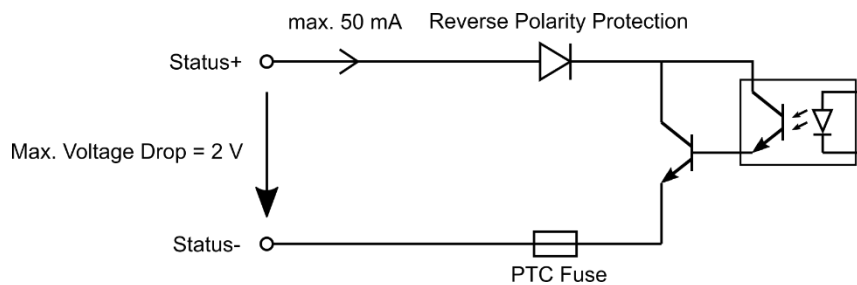 max. 50 mA Reverse Polarity Protection
Status+
Max. Voltage Drop = 2 V
Status-
PTC Fuse